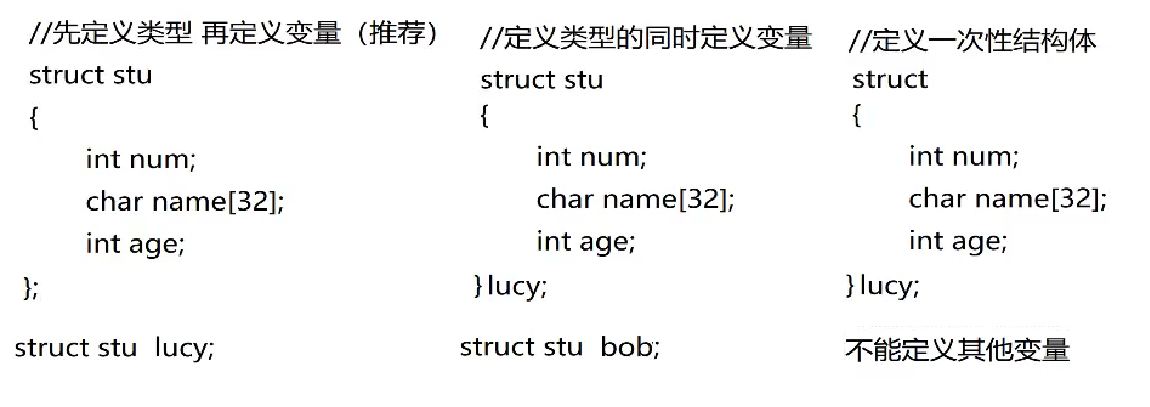 //先定义类型 再定义变量（推荐）
struct stu
{
int num;
char name[32];
int age;
};
struct stu lucy;
//定义类型的同时定义变量
struct stu
{
int num;
char name[32];
int age;
}lucy;
struct stu bob;
//定义一次性结构体
struct
{
int num;
char name[32];
int age;
}lucy;
不能定义其他变量